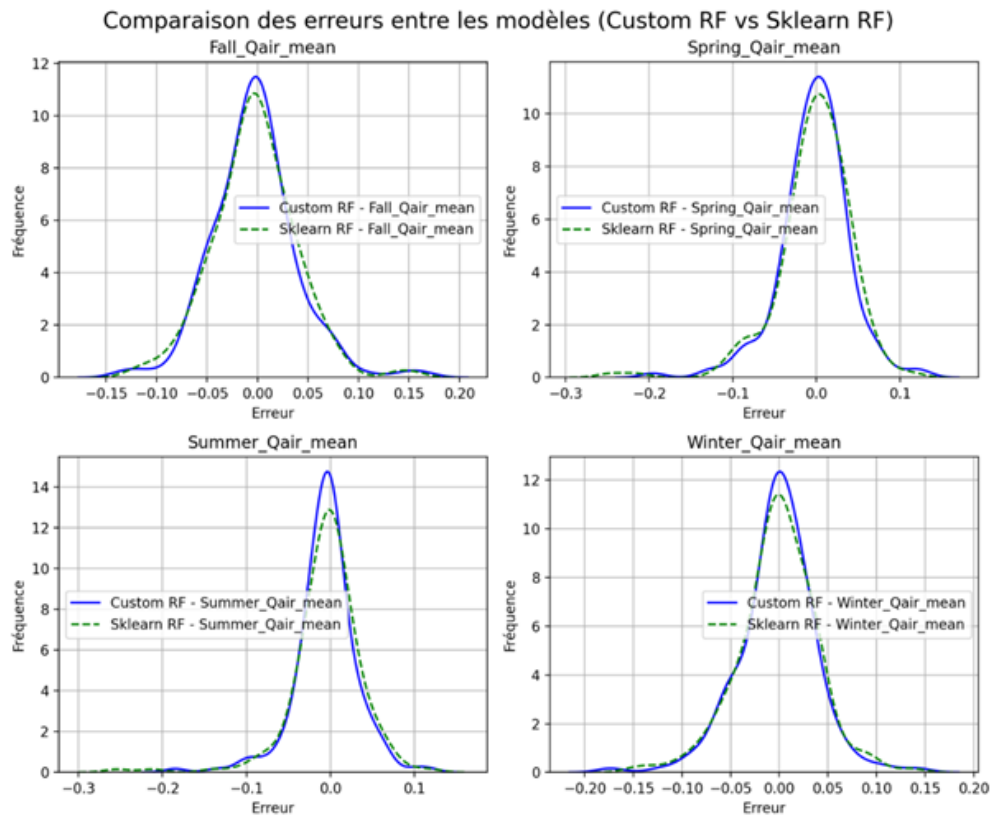 Comparaison des erreurs entre les modèles (Custom RF vs Sklearn RF)
Fall_Qair_mean
12
10
8
6
4
2
0
Fréquence
Custom RF - Fall_Qair_mean
Sklearn RF - Fall_Qair_mean
−0.15 −0.10 −0.05 0.00 0.05 0.10 0.15 0.20
Erreur
Spring_Qair_mean
10
8
6
4
2
0
Fréquence
Custom RF - Spring_Qair_mean
Sklearn RF - Spring_Qair_mean
−0.3 −0.2 −0.1 0.0 0.1
Erreur
Summer_Qair_mean
14
12
10
8
6
4
2
0
Fréquence
Custom RF - Summer_Qair_mean
Sklearn RF - Summer_Qair_mean
−0.3 −0.2 −0.1 0.0 0.1
Erreur
Winter_Qair_mean
12
10
8
6
4
2
0
Fréquence
Custom RF - Winter_Qair_mean
Sklearn RF - Winter_Qair_mean
−0.20 −0.15 −0.10 −0.05 0.00 0.05 0.10 0.15 0.20
Erreur